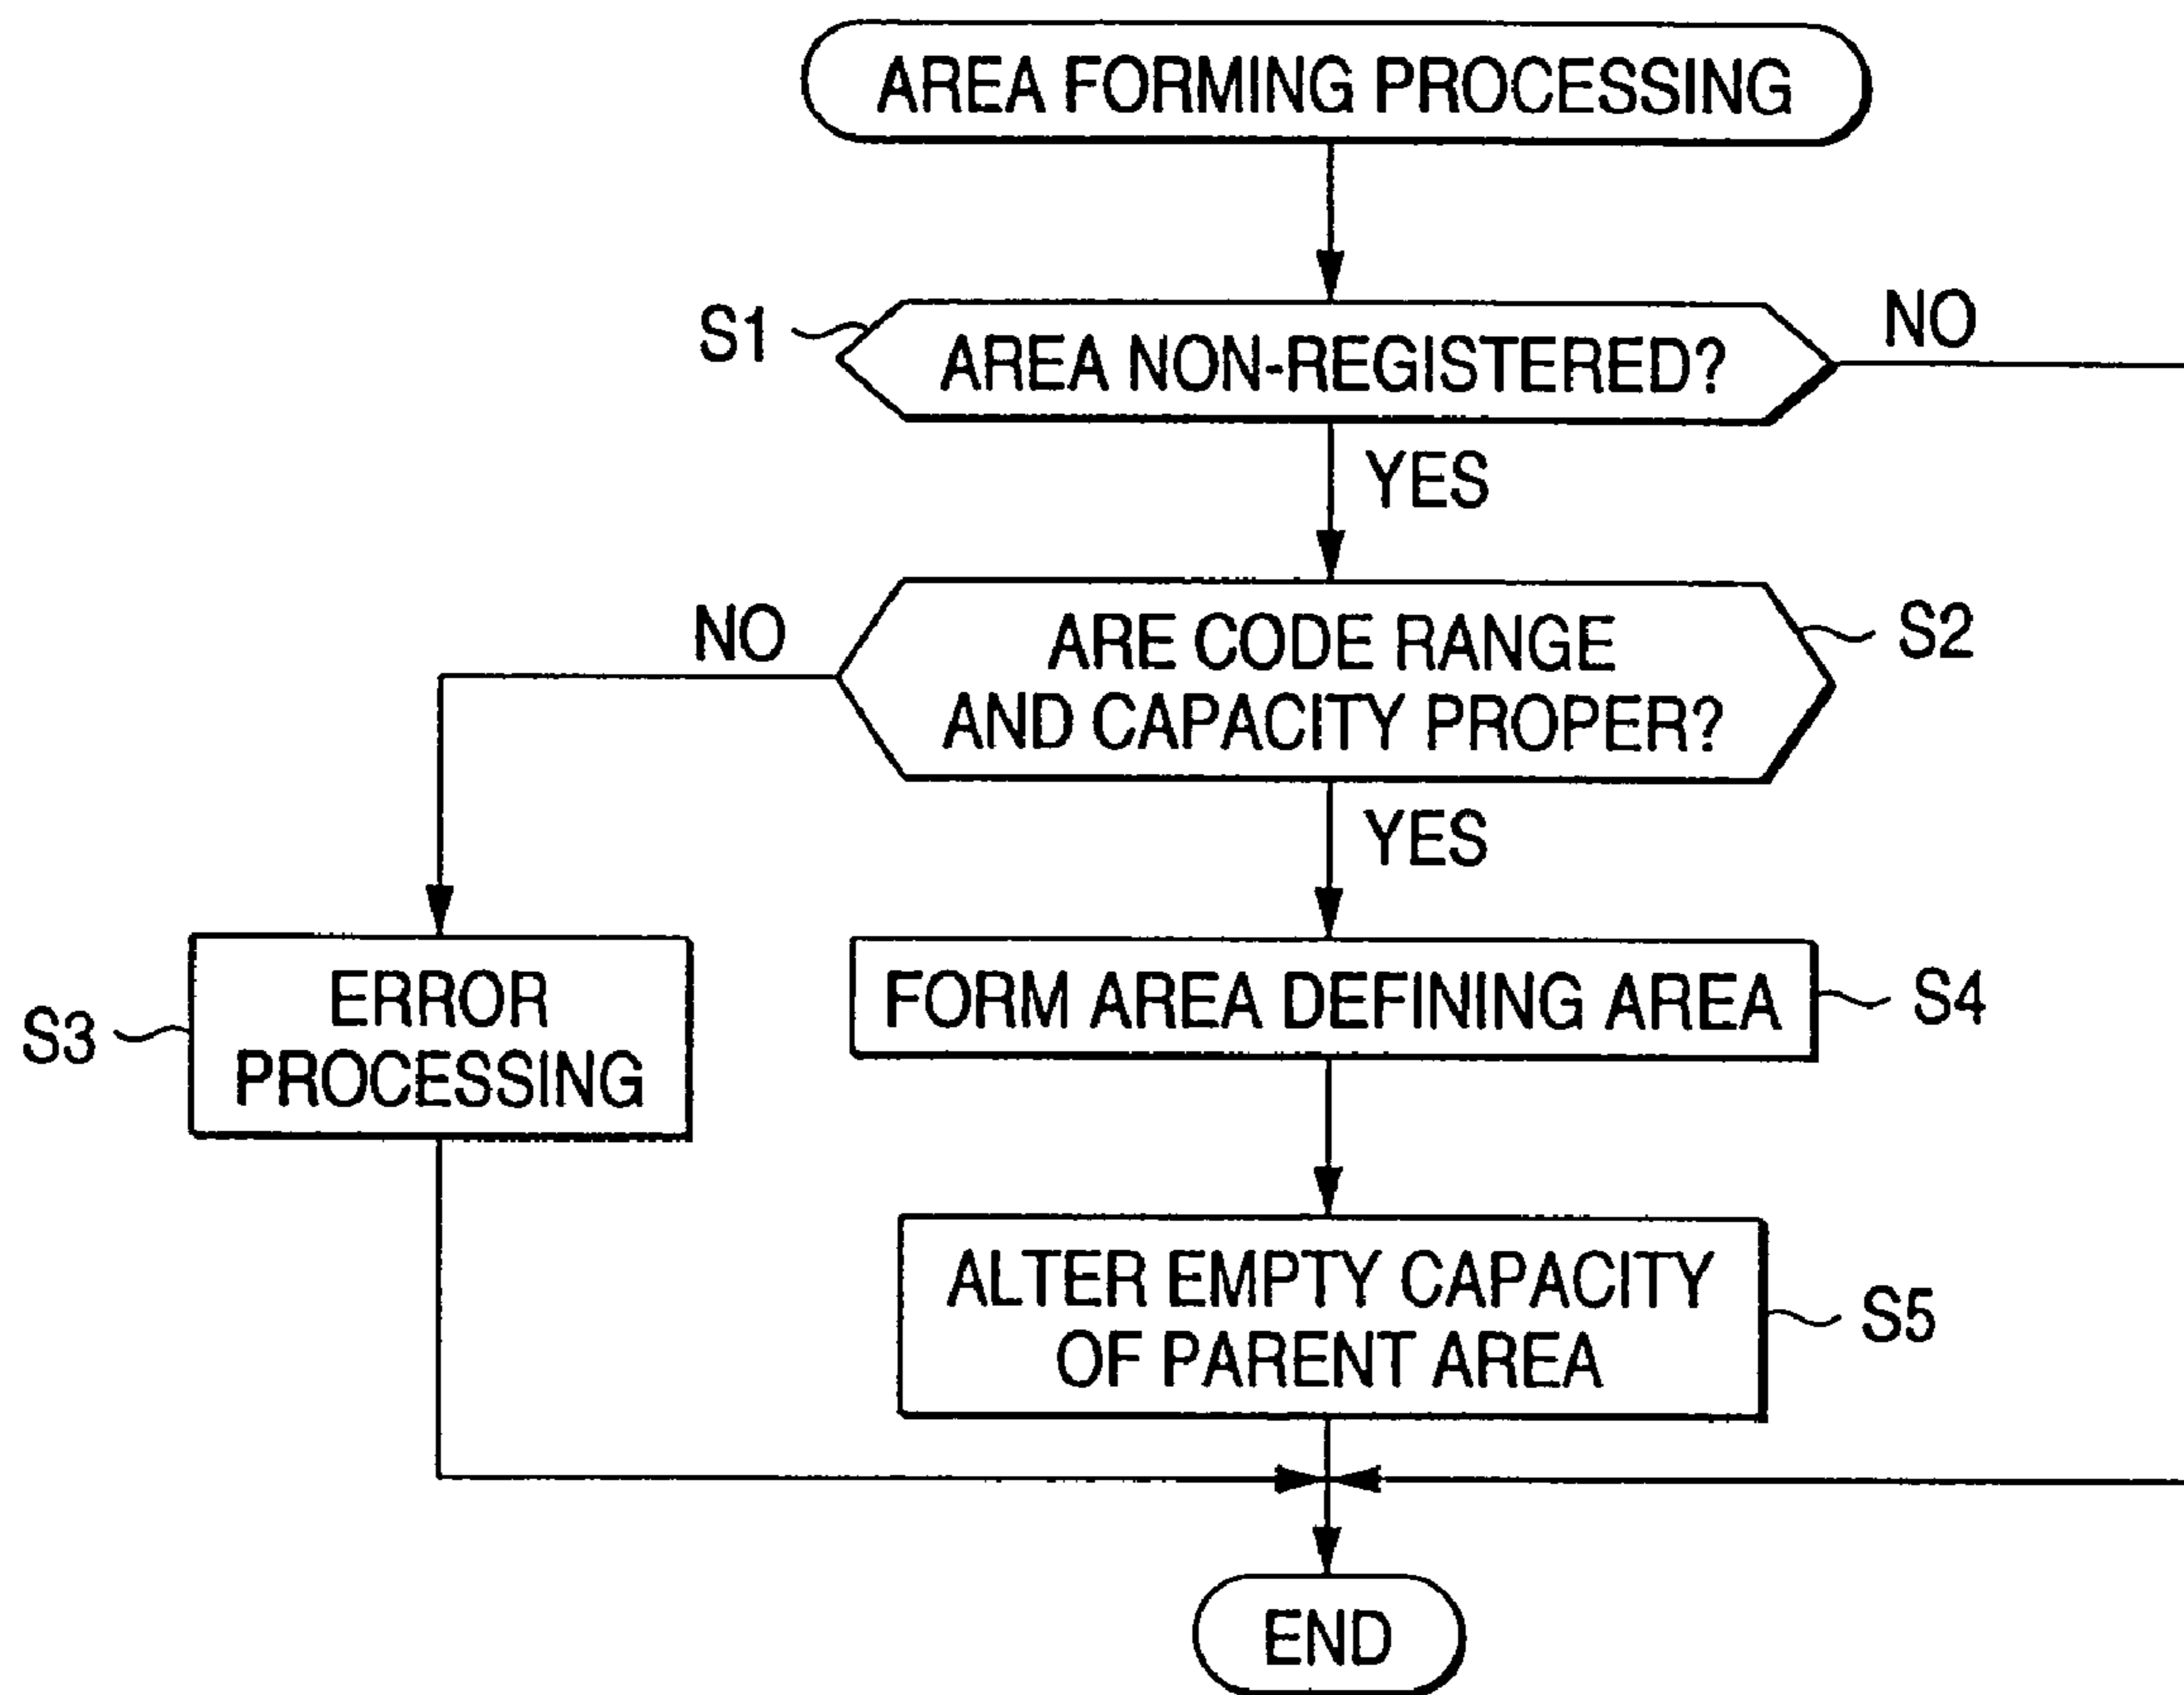 AREA FORMING PROCESSING
S1
AREA NON-REGISTERED?
NO
YES
NO
ARE CODE RANGE
AND CAPACITY PROPER?
S2
YES
S3
ERROR
PROCESSING
FORM AREA DEFINING AREA
S4
ALTER EMPTY CAPACITY
OF PARENT AREA
S5
END